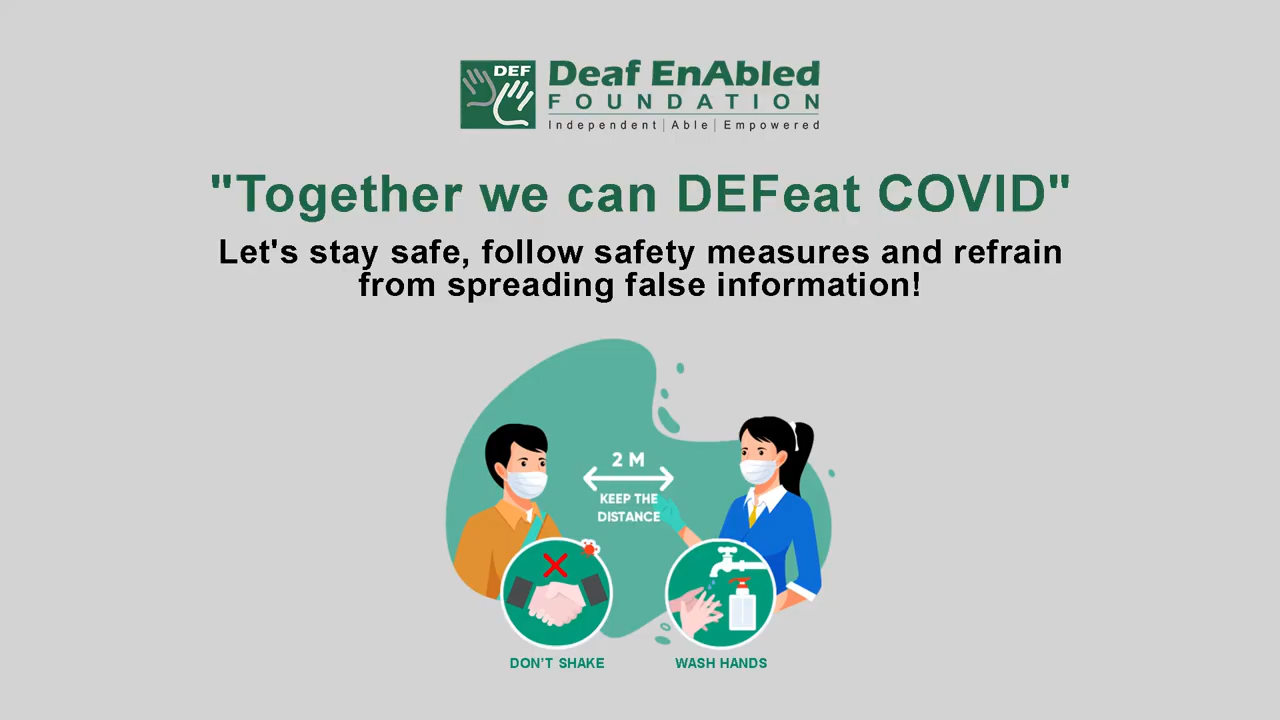 DEF
Deaf EnAbled
FOUNDATION
Independent | Able | Empowered
"Together we can DEFeat COVID"
Let's stay safe, follow safety measures and refrain
from spreading false information!
2 M
KEEP THE
DISTANCE
DON'T SHAKE
WASH HANDS